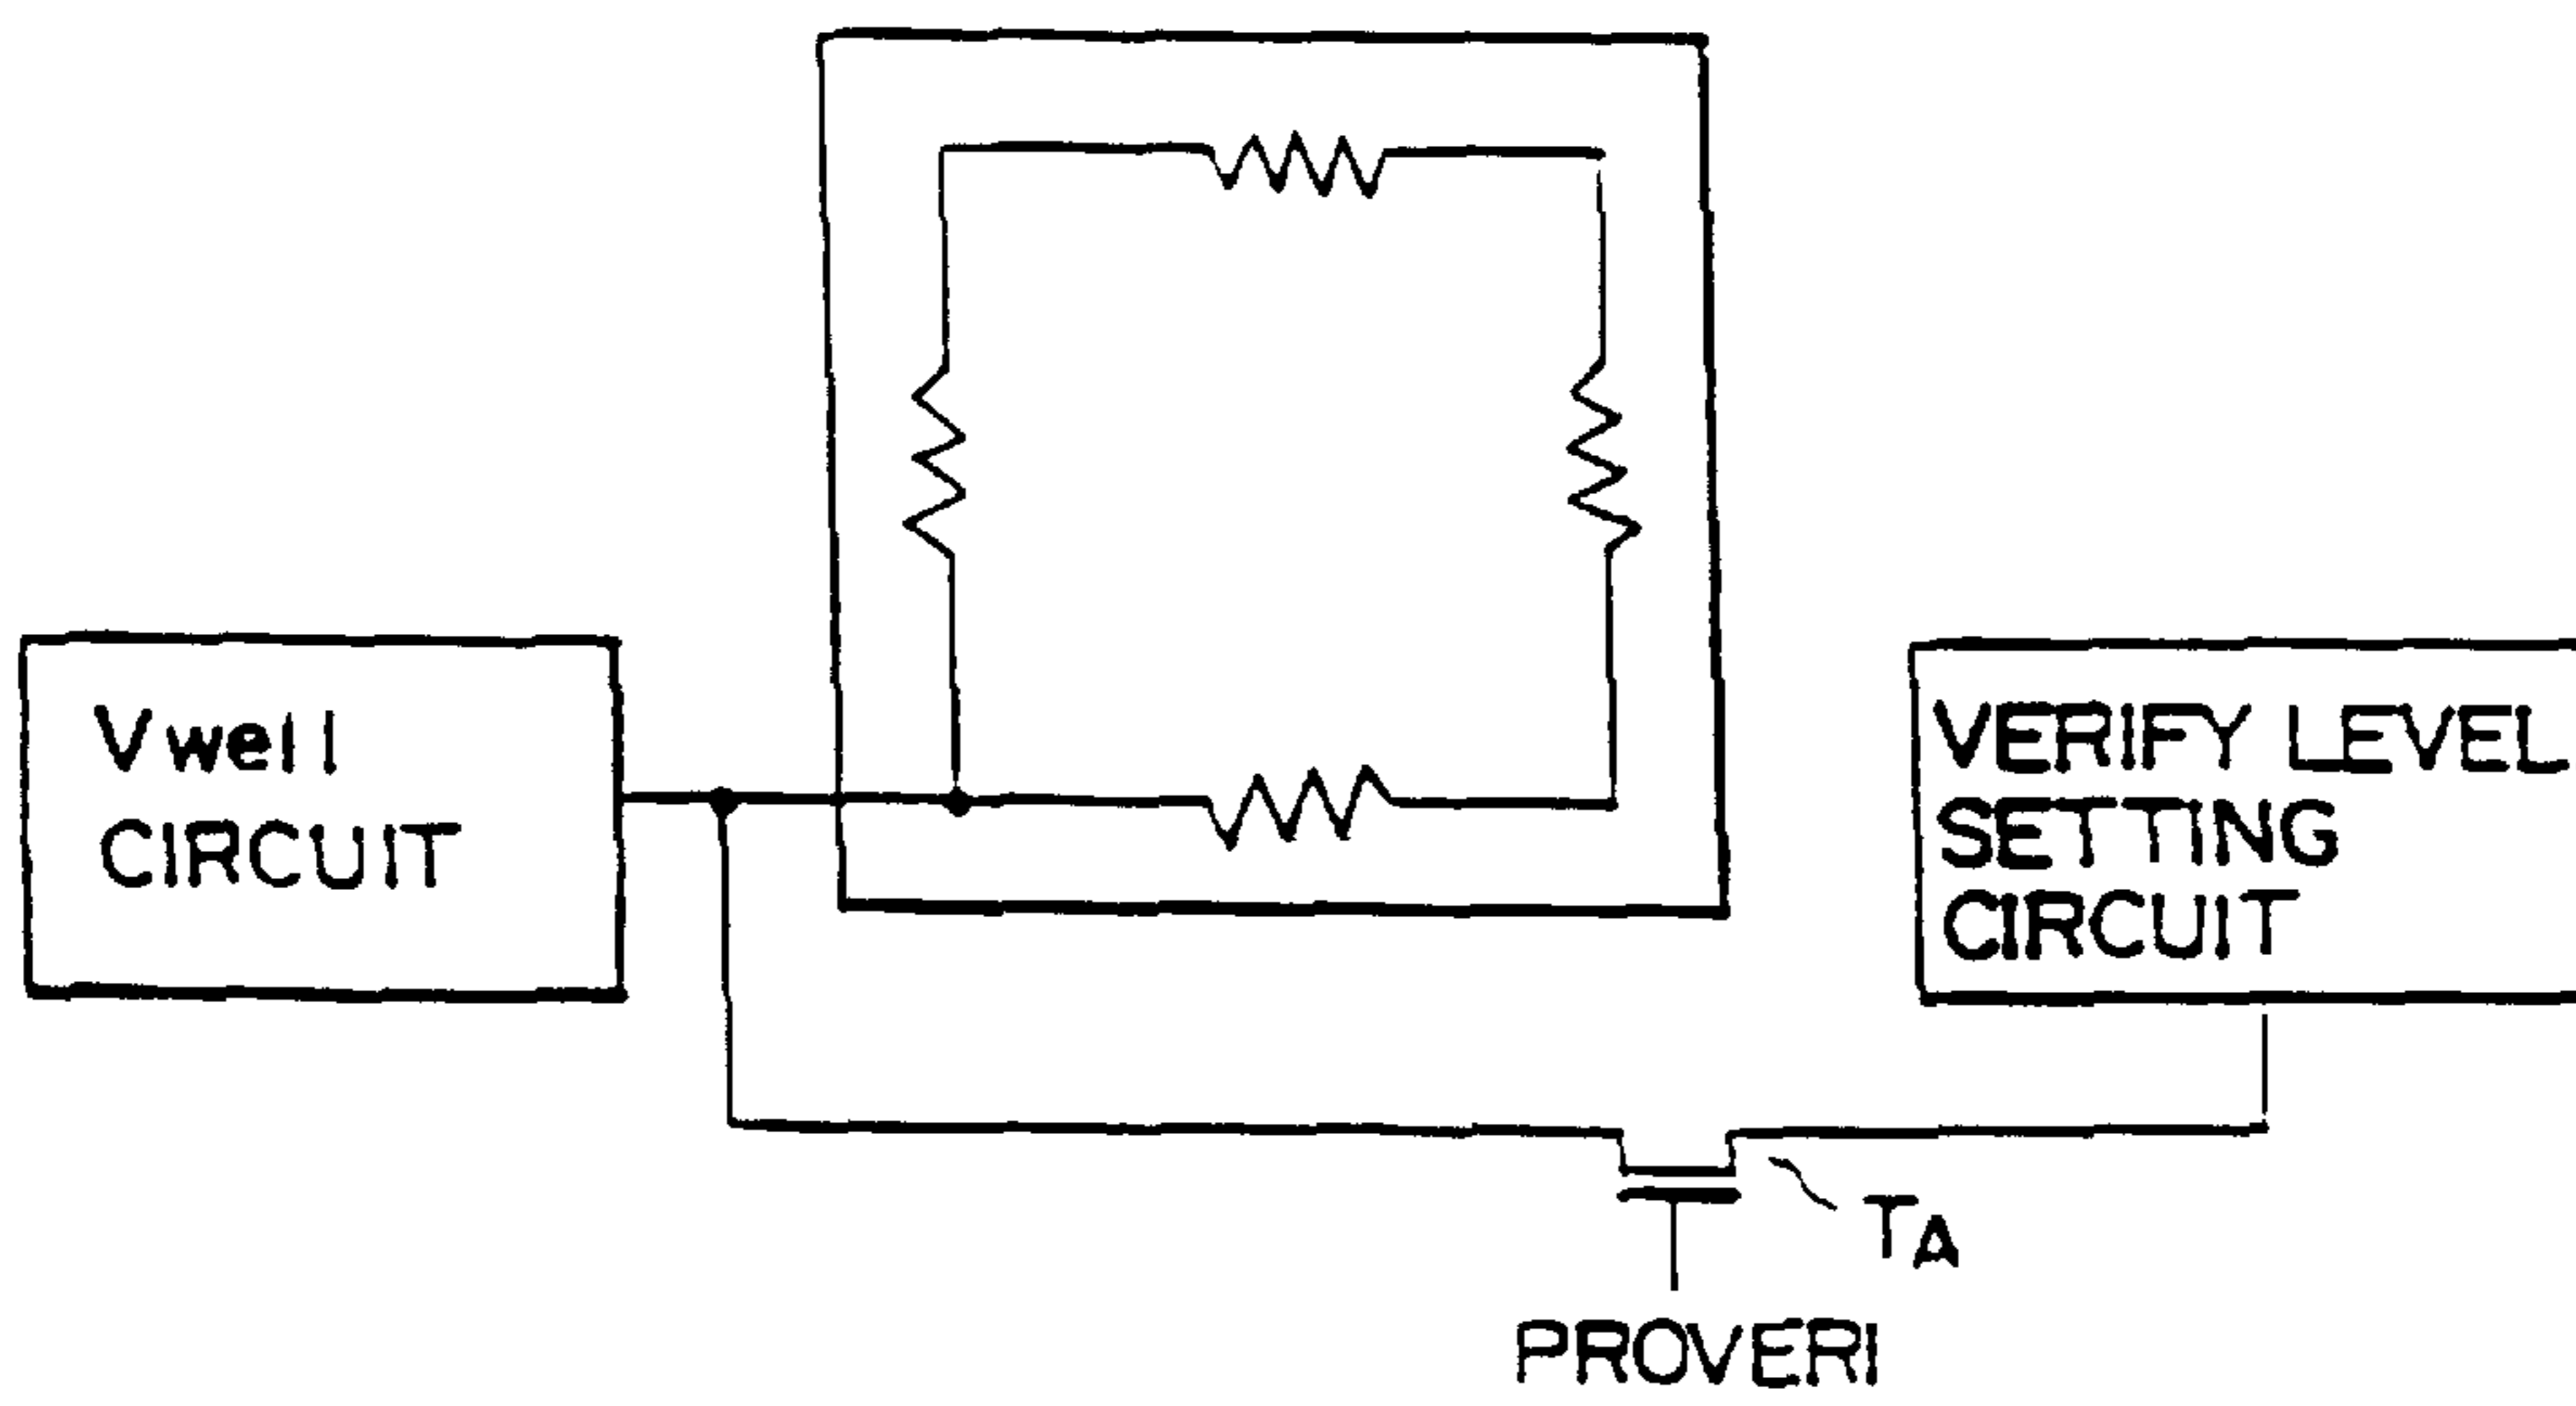 Vwell
CIRCUIT
VERIFY LEVEL
SETTING
CIRCUIT
TA
PROVERI